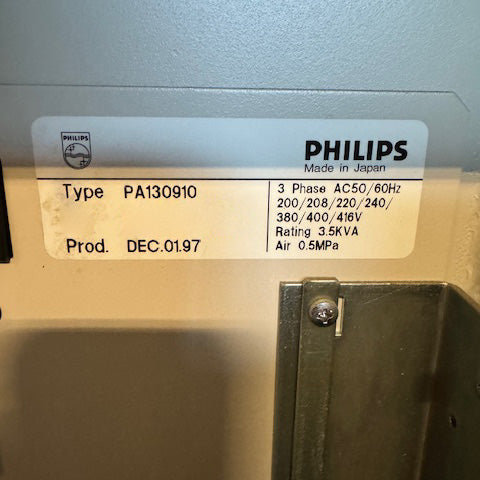 PHILIPS
PHILIPS
Made in Japan
Type PA130910
Prod. DEC.01.97
3 Phase AC50/60Hz
200/208/220/240/
380/400/416V
Rating 3.5KVA
Air 0.5MPa